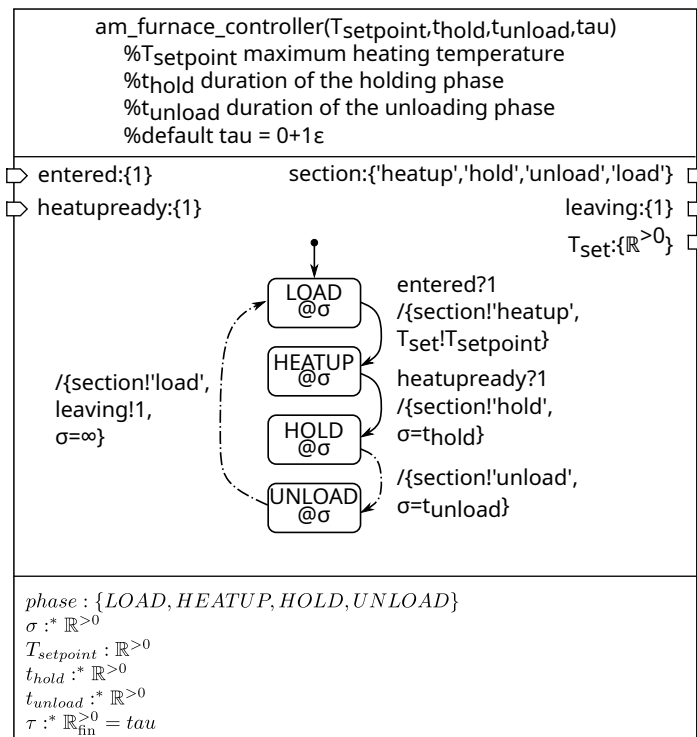 am_furnace_controller(Tsetpoint,thold,tunload,tau)
%Tsetpoint maximum heating temperature
%thold duration of the holding phase
%tunload duration of the unloading phase
%default tau = 0+1ε
entered:{1}
section:{'heatup','hold','unload','load'}
heatupready:{1}
leaving:{1}
Tset:{ℝ>0}
LOAD
@σ
entered?1
/{section!'heatup',
Tset!Tsetpoint}
HEATUP
@σ
heatupready?1
/{section!'hold',
σ=thold}
/{section!'load',
leaving!1,
σ=∞}
HOLD
@σ
/{section!'unload',
σ=tunload}
UNLOAD
@σ
phase : {LOAD, HEATUP, HOLD, UNLOAD}
σ :* ℝ>0
Tsetpoint : ℝ>0
thold :* ℝ>0
tunload :* ℝ>0
τ :* ℝ>0fin = tau